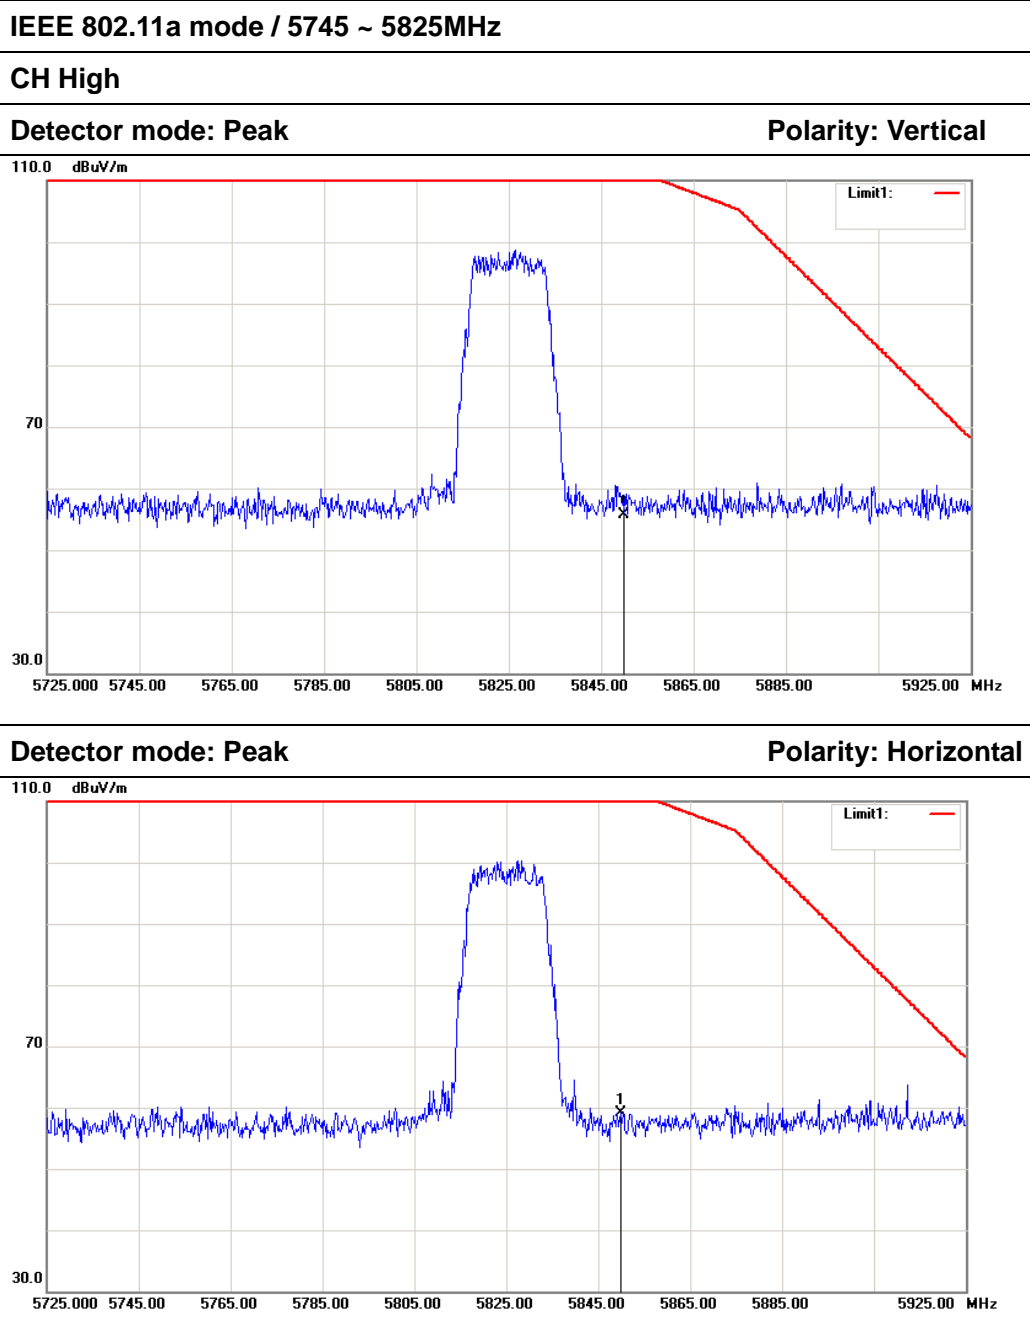 IEEE 802.11a mode / 5745 ~ 5825MHz
CH High
Detector mode: Peak Polarity: Vertical
110.0 dBuV/m
Limit1:
70
30.0
5725.000 5745.00 5765.00 5785.00 5805.00 5825.00 5845.00 5865.00 5885.00 5925.00 MHz
Detector mode: Peak Polarity: Horizontal
110.0 dBuV/m
Limit1:
70
1
30.0
5725.000 5745.00 5765.00 5785.00 5805.00 5825.00 5845.00 5865.00 5885.00 5925.00 MHz